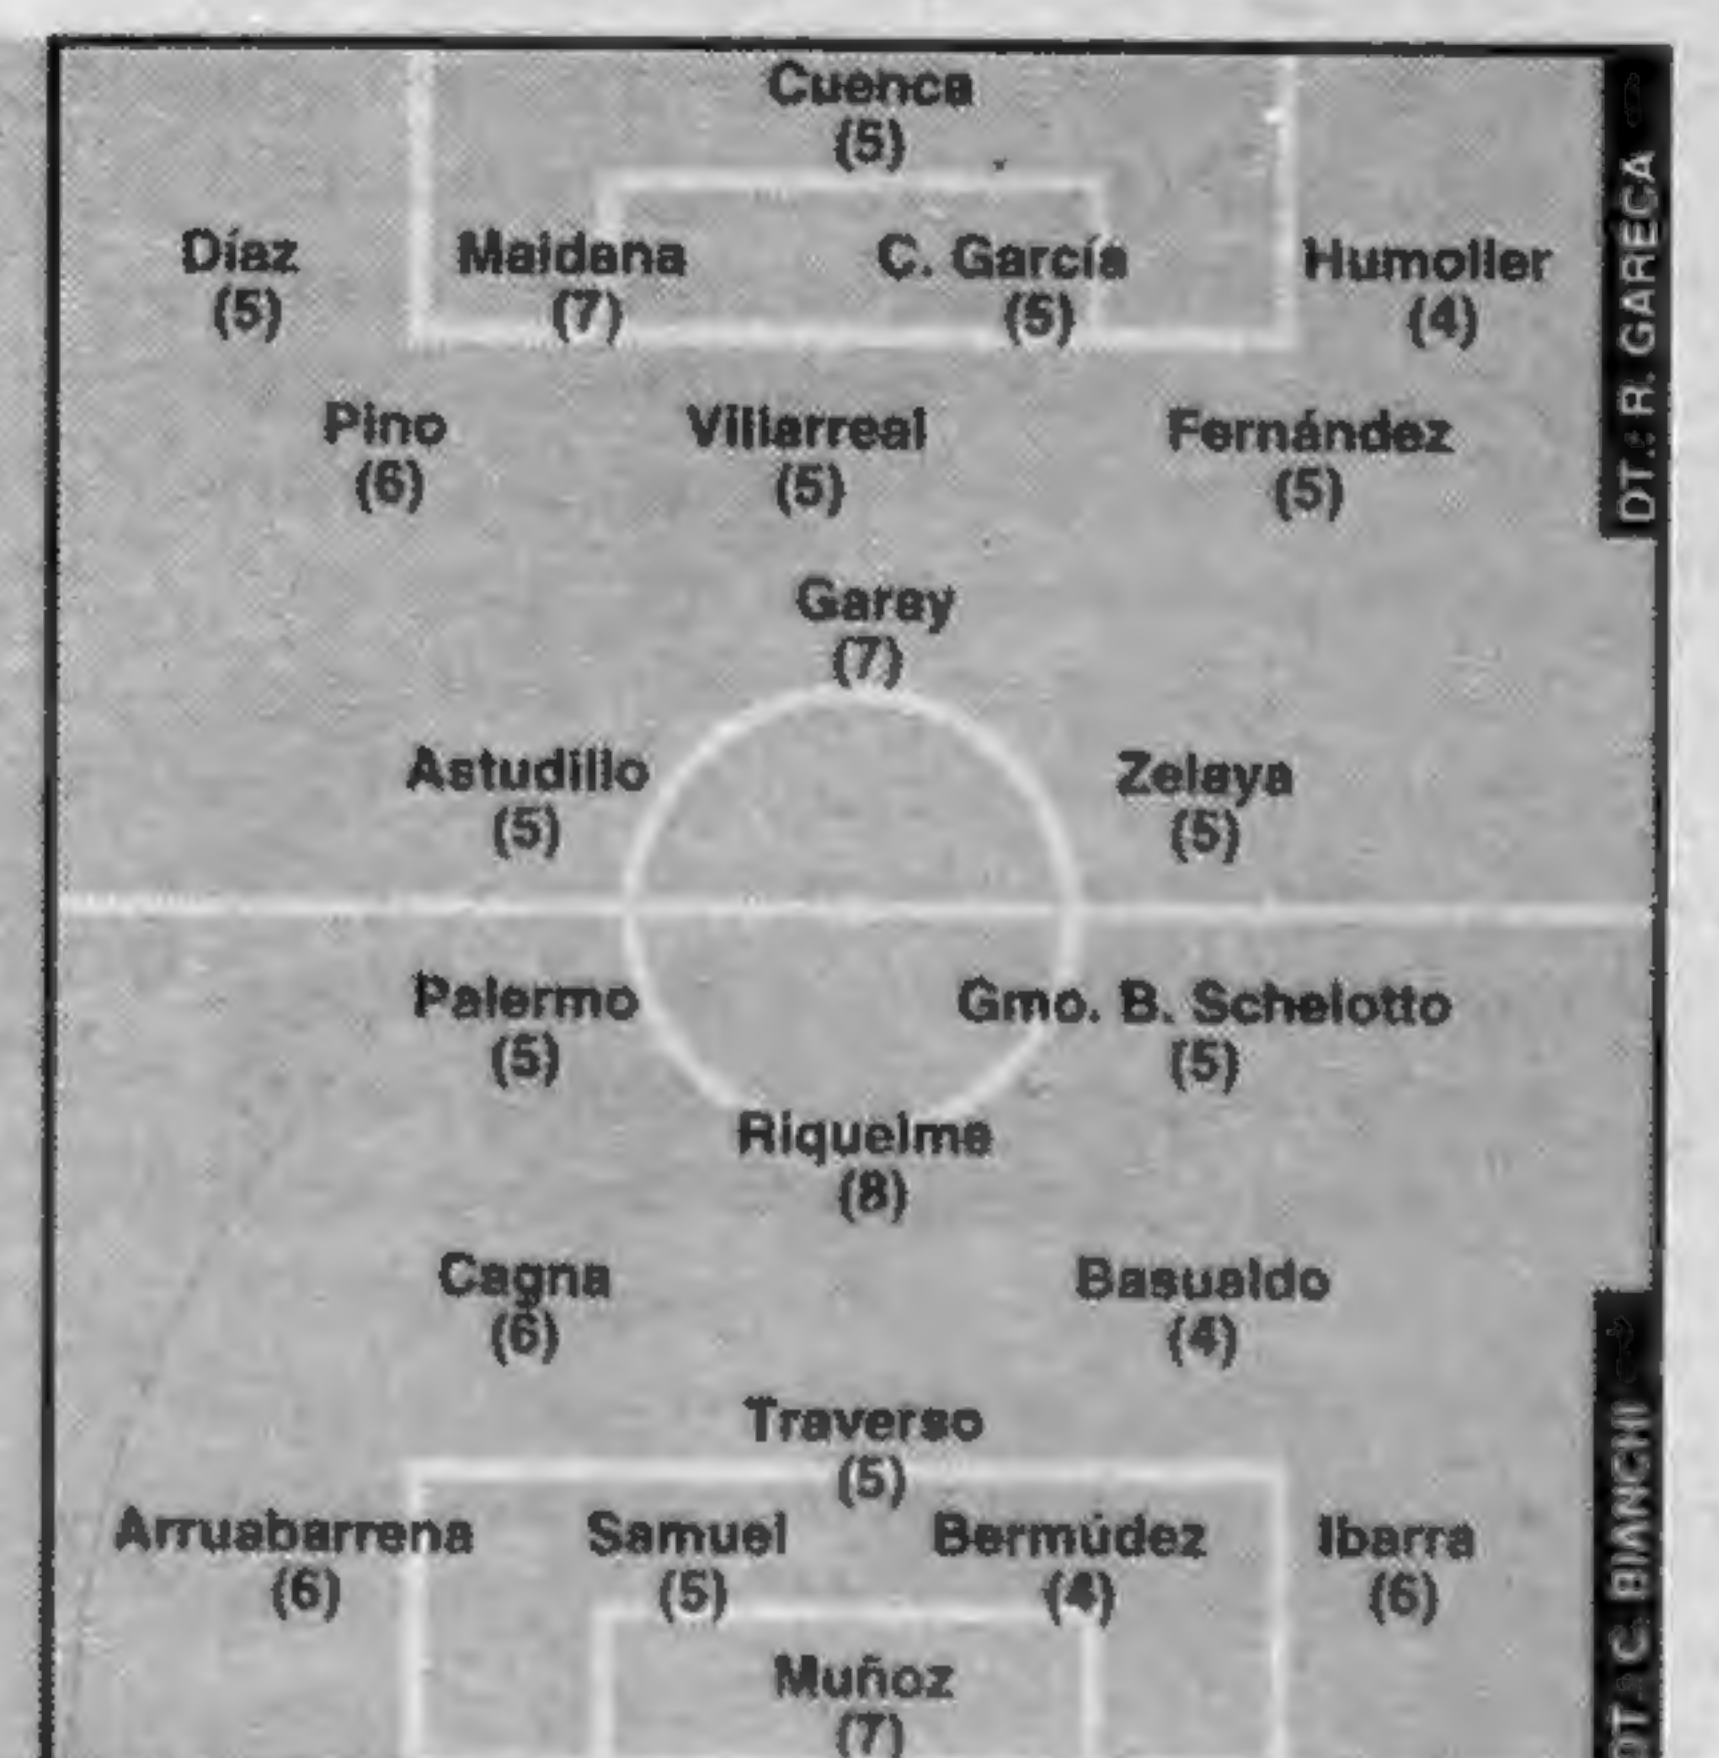 Cuenca
(5)
Díaz Maidana C. García Humoller
(5) (7) (5) (4)
Pino Villarreal Fernández
(6) (5) (5)
Garay
(7)
Astudillo Zelaya
(5) (5)
Palermo Gmo. B. Schelotto
(5) (5)
Riquelme
(8)
Cagna Basualdo
(6) (4)
Traverso
(5)
Arruabarrena Samuel Bermúdez Ibarra
(6) (5) (4) (6)
Muñoz
(7)
DT.: R. GARECA
DT.: C. BIANCHI